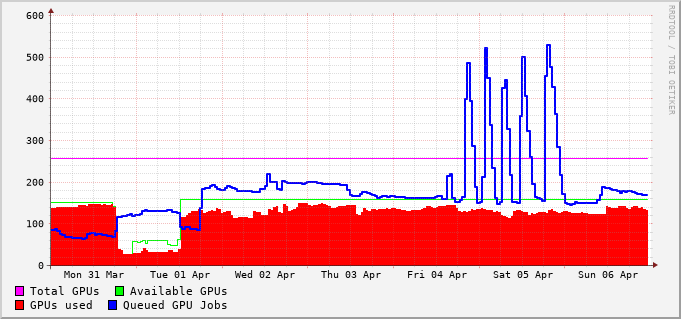 RRDTOOL / TOBI OETIKER
600
500
400
300
200
100
0
Mon 31 Mar Tue 01 Apr Wed 02 Apr Thu 03 Apr Fri 04 Apr Sat 05 Apr Sun 06 Apr
Total GPUs Available GPUs
GPUs used Queued GPU Jobs